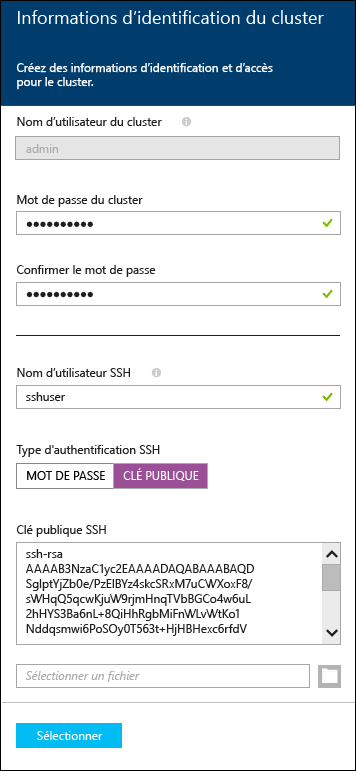 Informations d'identification du cluster
Créez des informations d'identification et d'accès
pour le cluster.
Nom d'utilisateur du cluster
admin
Mot de passe du cluster
●●●●●●●●●●
Confirmer le mot de passe
●●●●●●●●●●
Nom d'utilisateur SSH
sshuser
Type d'authentification SSH
MOT DE PASSE CLÉ PUBLIQUE
Clé publique SSH
ssh-rsa
AAAAB3NzaC1yc2EAAAADAQABAAABAQD
SglptYjZb0e/PzElBYz4skcSRxM7uCWXoxF8/
sWHqQ5qcwKjuW9rjmHnqTVbBGCo4w6uL
2hHYS3Ba6nL+8QiHhRgbMiFnWLvWtKo1
Nddqsmwi6PoSOy0T563t+HjHBHexc6rfdV
Sélectionner un fichier
Sélectionner